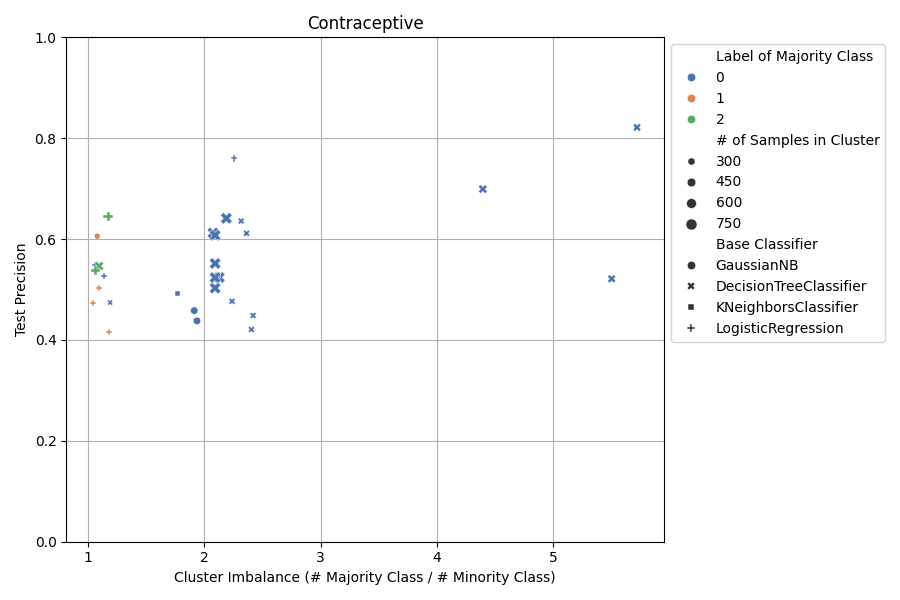 Contraceptive
1.0
0.8
0.6
0.4
0.2
0.0
Test Precision
1
2
3
4
5
Cluster Imbalance (# Majority Class / # Minority Class)
Label of Majority Class
0
1
2
# of Samples in Cluster
300
450
600
750
Base Classifier
GaussianNB
DecisionTreeClassifier
KNeighborsClassifier
LogisticRegression